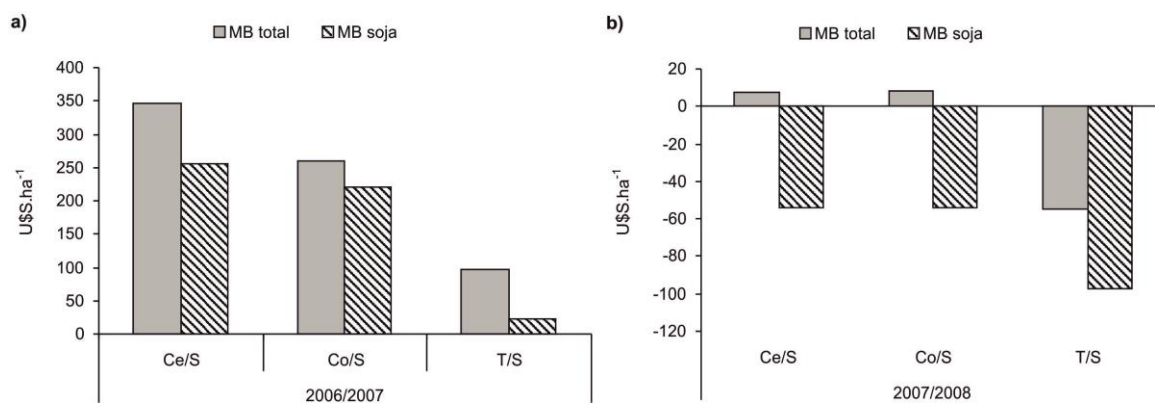 a)
MB total MB soja
400
350
300
250
200
150
100
50
0
U$S.ha-1
Ce/S Co/S T/S
2006/2007
b)
MB total MB soja
20
0
-20
-40
-60
-80
-100
-120
U$S.ha-1
Ce/S Co/S T/S
2007/2008